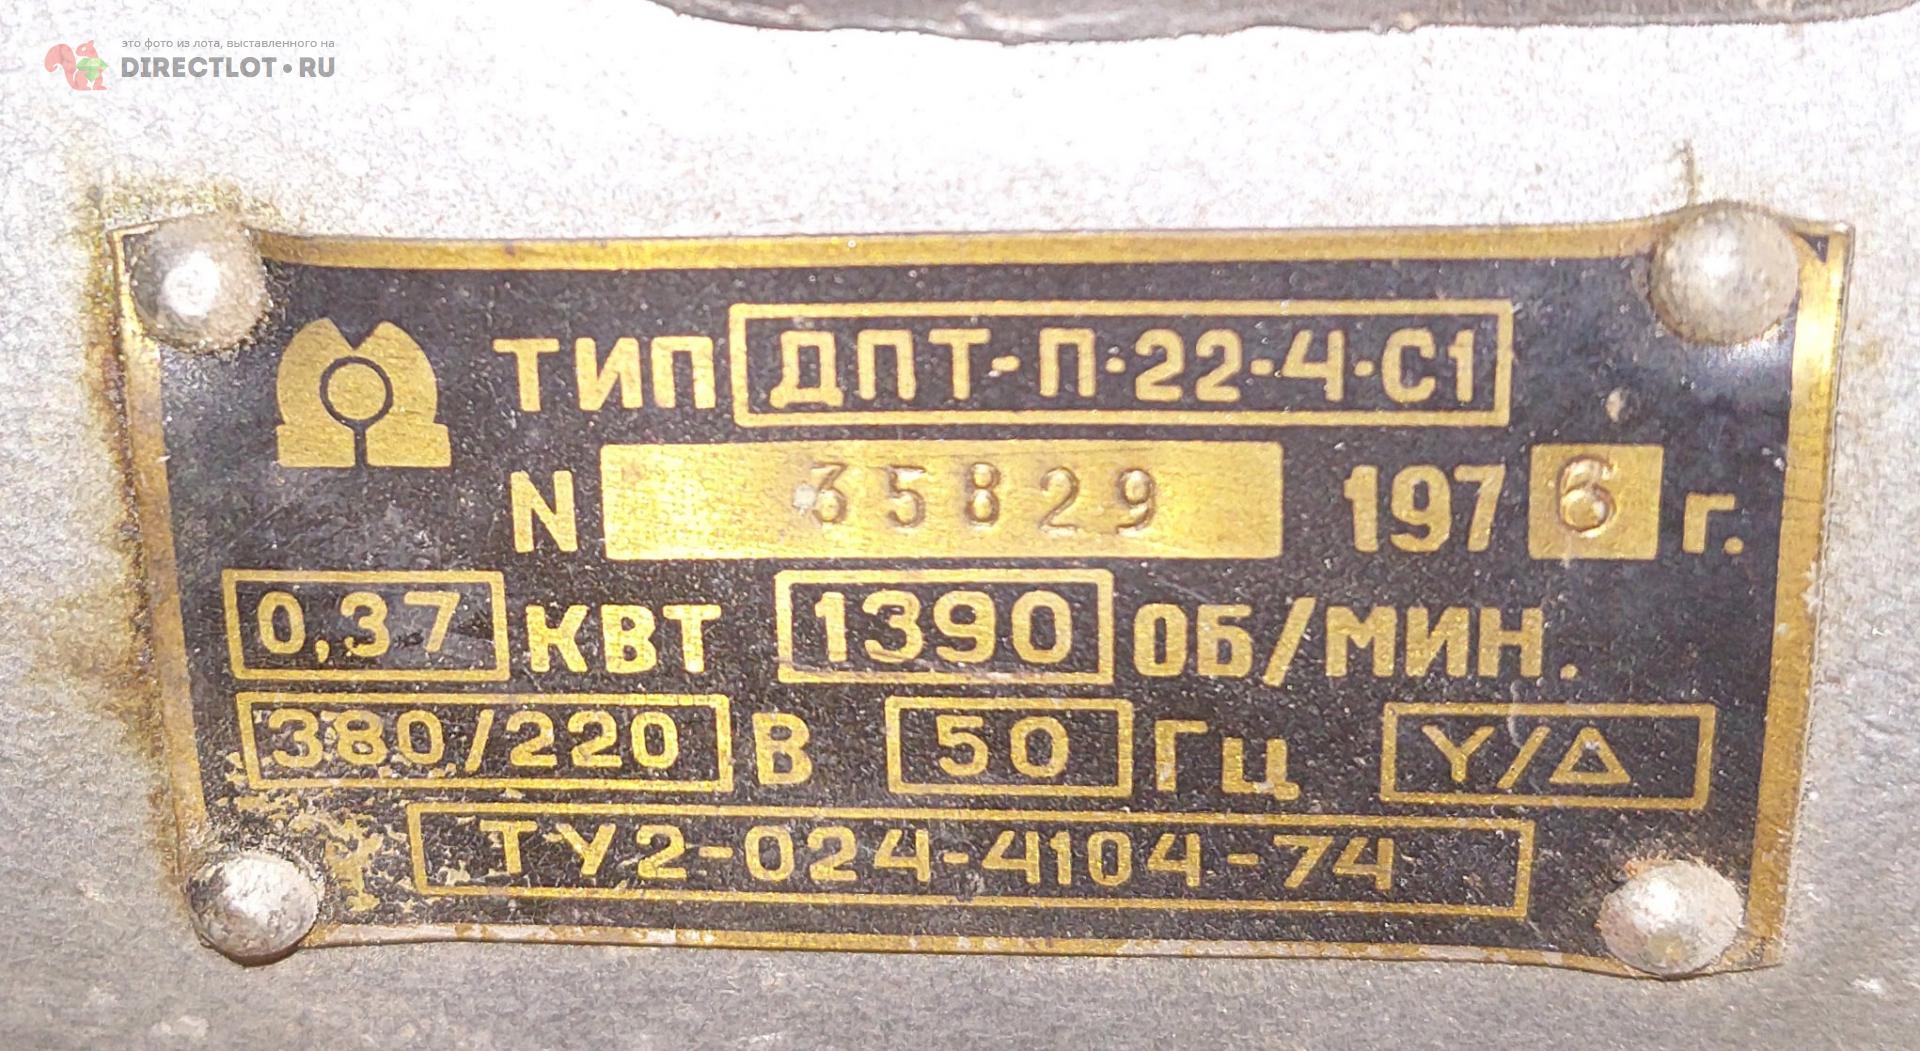 это фото из лота, выставленного на
DIRECTLOT•RU
ТИП ДПТ-П·22-4·С1
N 35829 1976 г.
0,37 КВТ 1390 ОБ/МИН.
380/220 В 50 Гц Y/Δ
ТУ2-024-4104-74